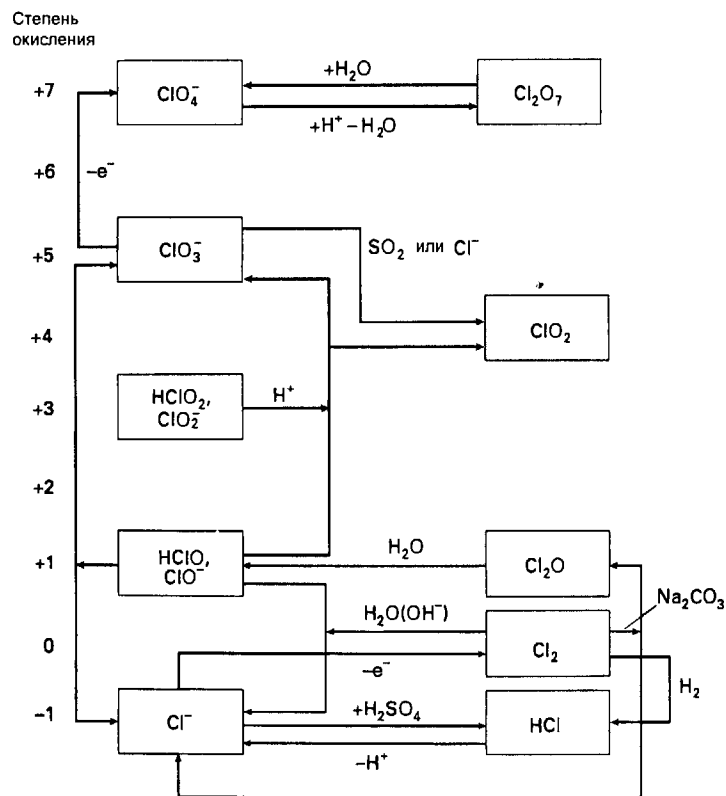 Степень
окисления
+7
ClO₄⁻
+H₂O
+H⁺ – H₂O
Cl₂O₇
+6
–e⁻
+5
ClO₃⁻
SO₂ или Cl⁻
+4
ClO₂
+3
HClO₂,
ClO₂⁻
H⁺
+2
+1
HClO,
ClO⁻
H₂O
Cl₂O
Na₂CO₃
H₂O(OH⁻)
0
Cl₂
–e⁻
H₂
–1
Cl⁻
+H₂SO₄
–H⁺
HCl